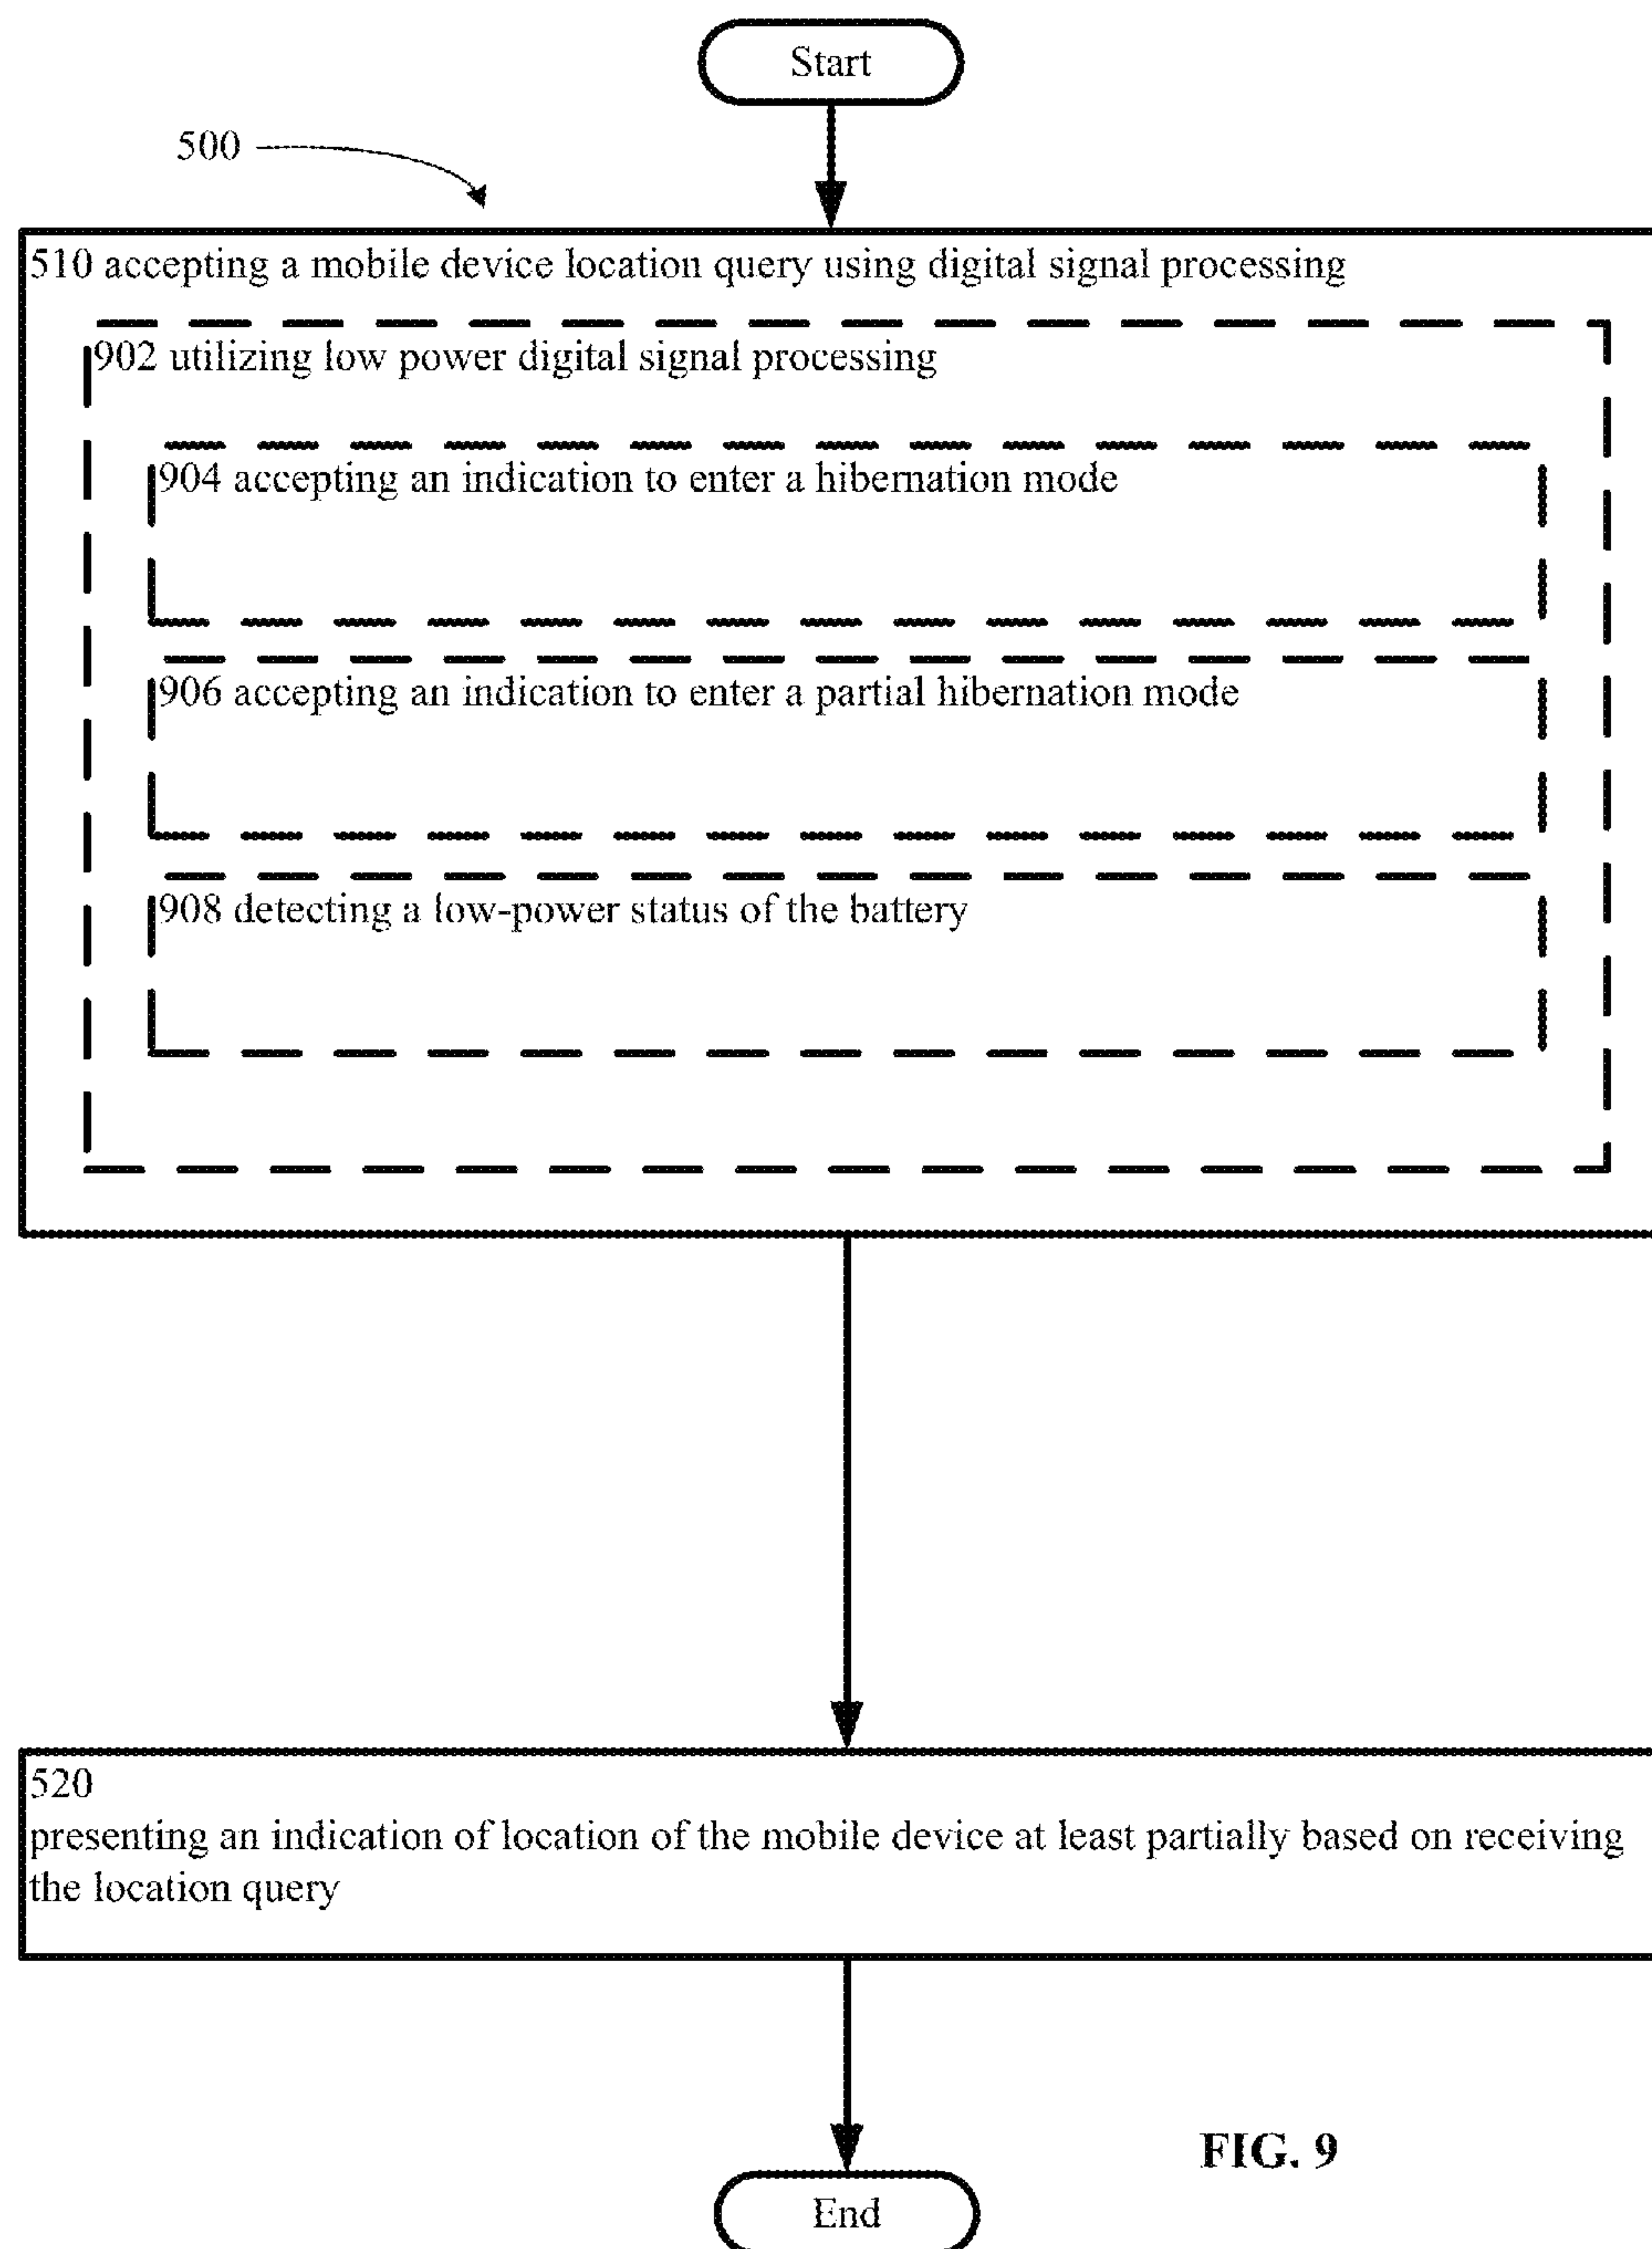 Start
500
510 accepting a mobile device location query using digital signal processing
902 utilizing low power digital signal processing
904 accepting an indication to enter a hibernation mode
906 accepting an indication to enter a partial hibernation mode
908 detecting a low-power status of the battery
520
presenting an indication of location of the mobile device at least partially based on receiving
the location query
FIG. 9
End